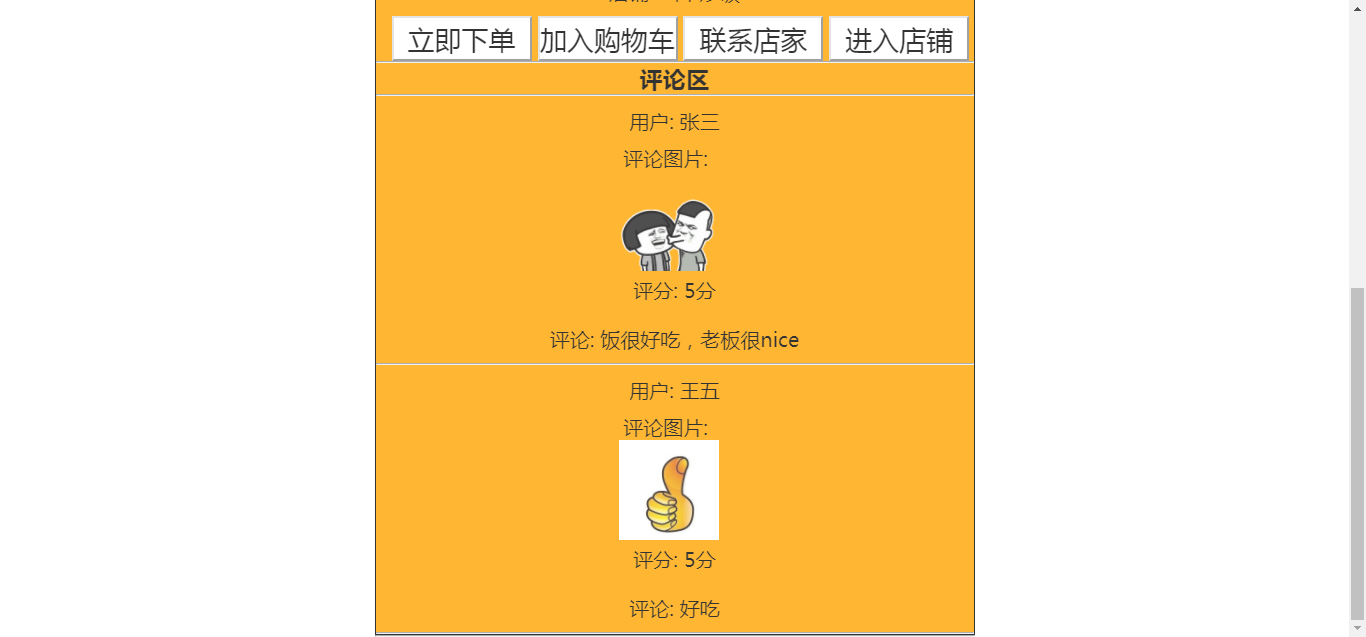 立即下单 加入购物车 联系店家 进入店铺
评论区
用户: 张三
评论图片:
评分: 5分
评论: 饭很好吃，老板很nice
用户: 王五
评论图片:
评分: 5分
评论: 好吃